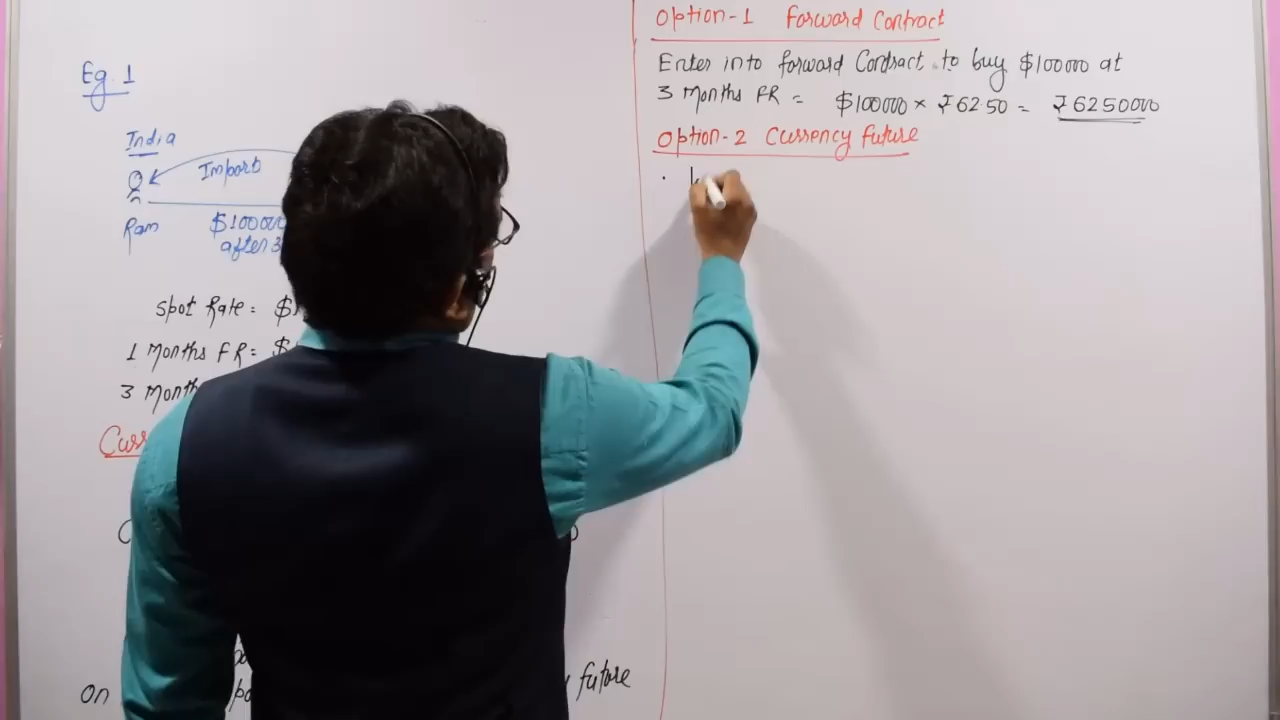 Eg. 1
India
Import
Ram $100000
after 3
Spot Rate = $
1 Months FR = $
3 Month
On future
Option-1 Forward Contract
Enter into forward Contract to buy $100000 at
3 Months FR = $100000 × ₹62.50 = ₹6250000
Option-2 Currency future